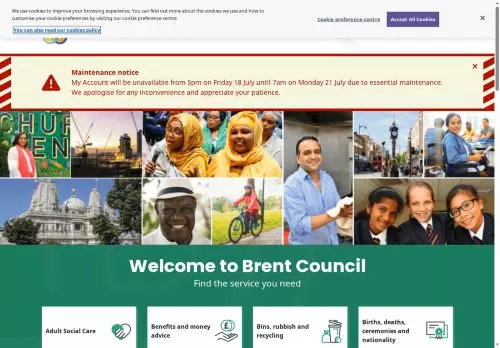 We use cookies to improve your browsing experience. You can find out more about the cookies we use and how to
customise our cookie preferences by visiting our cookie preference centre
You can also read our cookies policy
Cookie preference centre
Accept All Cookies
Maintenance notice
My Account will be unavailable from 5pm on Friday 18 July until 7am on Monday 21 July due to essential maintenance.
We apologise for any inconvenience and appreciate your patience.
CHUR
EN
Welcome to Brent Council
Find the service you need
Adult Social Care
Benefits and money
advice
Bins, rubbish and
recycling
Births, deaths,
ceremonies and
nationality